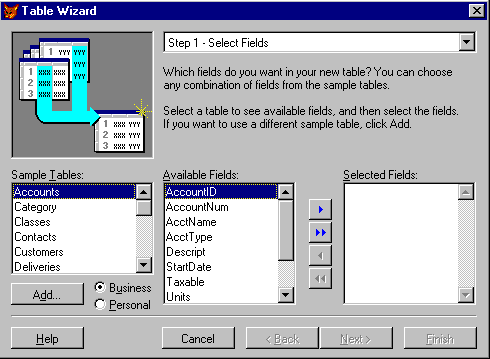 Table Wizard
Step 1 - Select Fields
1 YYY
1 XXX XXX
2 XXX XXX
3 XXX XXX
1 XXX YYY
2 XXX YYY
3 XXX YYY
Which fields do you want in your new table? You can choose
any combination of fields from the sample tables.
Select a table to see available fields, and then select the fields.
If you want to use a different sample table, click Add.
Sample Tables:
Accounts
Category
Classes
Contacts
Customers
Deliveries
Add...
Business
Personal
Available Fields:
AccountID
AccountNum
AcctName
AcctType
Descript
StartDate
Taxable
Units
Selected Fields:
Help
Cancel
< Back
Next >
Finish